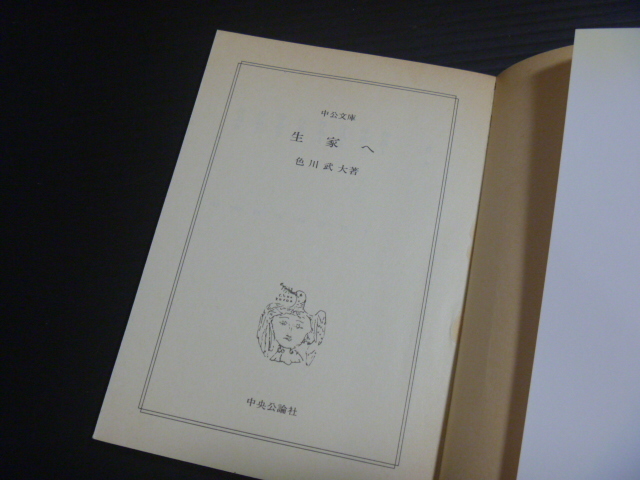 中公文庫
生家へ
色川武大著
中央公論社